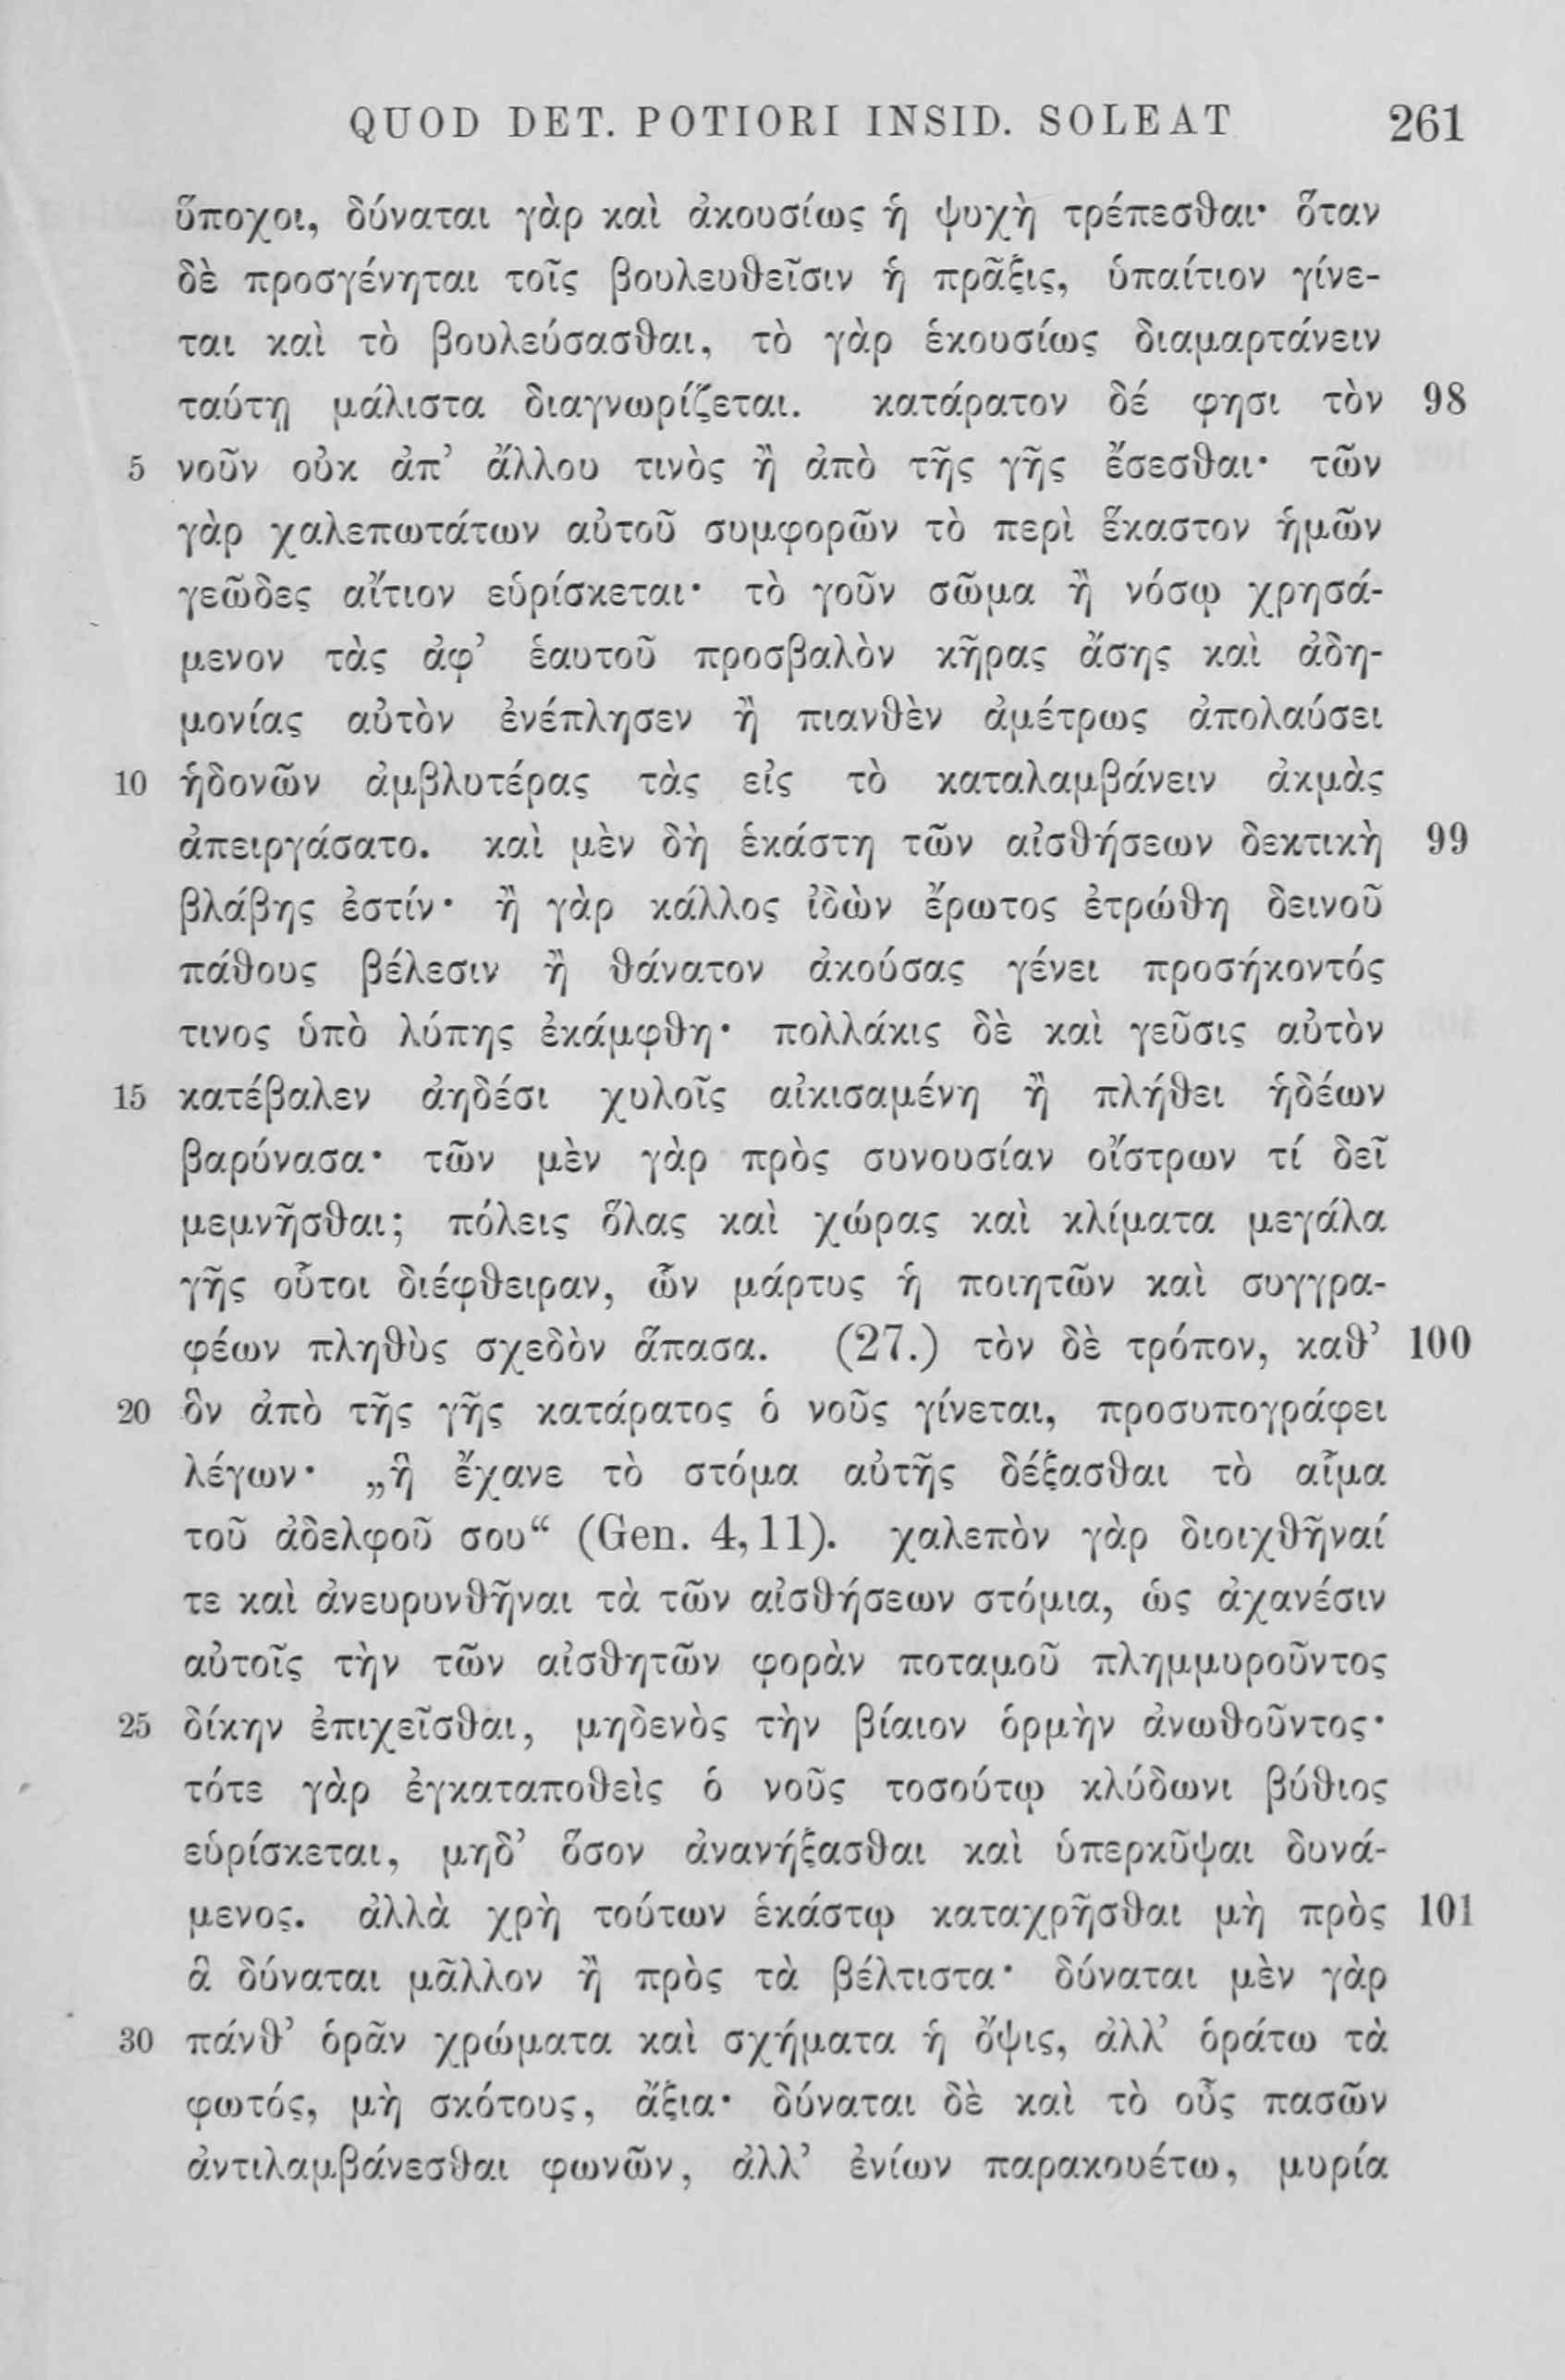 QUOD DET. POTIORI INSID. SOLEAT 261
ὕποχοι, δύναται γὰρ καὶ ἀκουσίως ἡ ψυχὴ τρέπεσθαι· ὅταν
δὲ προσγένηται τοῖς βουλευθεῖσιν ἡ πρᾶξις, ὑπαίτιον γίνε-
ται καὶ τὸ βουλεύσασθαι, τὸ γὰρ ἑκουσίως διαμαρτάνειν
ταύτῃ μάλιστα διαγνωρίζεται. κατάρατον δέ φησι τὸν 98
5 νοῦν οὐκ ἀπ’ ἄλλου τινὸς ἢ ἀπὸ τῆς γῆς ἔσεσθαι· τῶν
γὰρ χαλεπωτάτων αὐτοῦ συμφορῶν τὸ περὶ ἕκαστον ἡμῶν
γεῶδες αἴτιον εὑρίσκεται· τὸ γοῦν σῶμα ἢ νόσῳ χρησά-
μενον τὰς ἀφ’ ἑαυτοῦ προσβαλὸν κῆρας ἄσης καὶ ἀδη-
μονίας αὐτὸν ἐνέπλησεν ἢ πιανθὲν ἀμέτρως ἀπολαύσει
10 ἡδονῶν ἀμβλυτέρας τὰς εἰς τὸ καταλαμβάνειν ἀκμὰς
ἀπειργάσατο. καὶ μὲν δὴ ἑκάστη τῶν αἰσθήσεων δεκτικὴ 99
βλάβης ἐστίν· ἢ γὰρ κάλλος ἰδὼν ἔρωτος ἐτρώθη δεινοῦ
πάθους βέλεσιν ἢ θάνατον ἀκούσας γένει προσήκοντός
τινος ὑπὸ λύπης ἐκάμφθη· πολλάκις δὲ καὶ γεῦσις αὐτὸν
15 κατέβαλεν ἀηδέσι χυλοῖς αἰκισαμένη ἢ πλήθει ἡδέων
βαρύνασα· τῶν μὲν γὰρ πρὸς συνουσίαν οἴστρων τί δεῖ
μεμνῆσθαι; πόλεις ὅλας καὶ χώρας καὶ κλίματα μεγάλα
γῆς οὗτοι διέφθειραν, ὧν μάρτυς ἡ ποιητῶν καὶ συγγρα-
φέων πληθὺς σχεδὸν ἅπασα. (27.) τὸν δὲ τρόπον, καθ’ 100
20 ὃν ἀπὸ τῆς γῆς κατάρατος ὁ νοῦς γίνεται, προσυπογράφει
λέγων· „ἣ ἔχανε τὸ στόμα αὐτῆς δέξασθαι τὸ αἷμα
τοῦ ἀδελφοῦ σου“ (Gen. 4,11). χαλεπὸν γὰρ διοιχθῆναί
τε καὶ ἀνευρυνθῆναι τὰ τῶν αἰσθήσεων στόμια, ὡς ἀχανέσιν
αὐτοῖς τὴν τῶν αἰσθητῶν φορὰν ποταμοῦ πλημμυροῦντος
25 δίκην ἐπιχεῖσθαι, μηδενὸς τὴν βίαιον ὁρμὴν ἀνωθοῦντος·
τότε γὰρ ἐγκαταποθεὶς ὁ νοῦς τοσούτῳ κλύδωνι βύθιος
εὑρίσκεται, μηδ’ ὅσον ἀνανήξασθαι καὶ ὑπερκῦψαι δυνά-
μενος. ἀλλὰ χρὴ τούτων ἑκάστῳ καταχρῆσθαι μὴ πρὸς 101
ἃ δύναται μᾶλλον ἢ πρὸς τὰ βέλτιστα· δύναται μὲν γὰρ
30 πάνθ’ ὁρᾶν χρώματα καὶ σχήματα ἡ ὄψις, ἀλλ’ ὁράτω τὰ
φωτός, μὴ σκότους, ἄξια· δύναται δὲ καὶ τὸ οὖς πασῶν
ἀντιλαμβάνεσθαι φωνῶν, ἀλλ’ ἐνίων παρακουέτω, μυρία